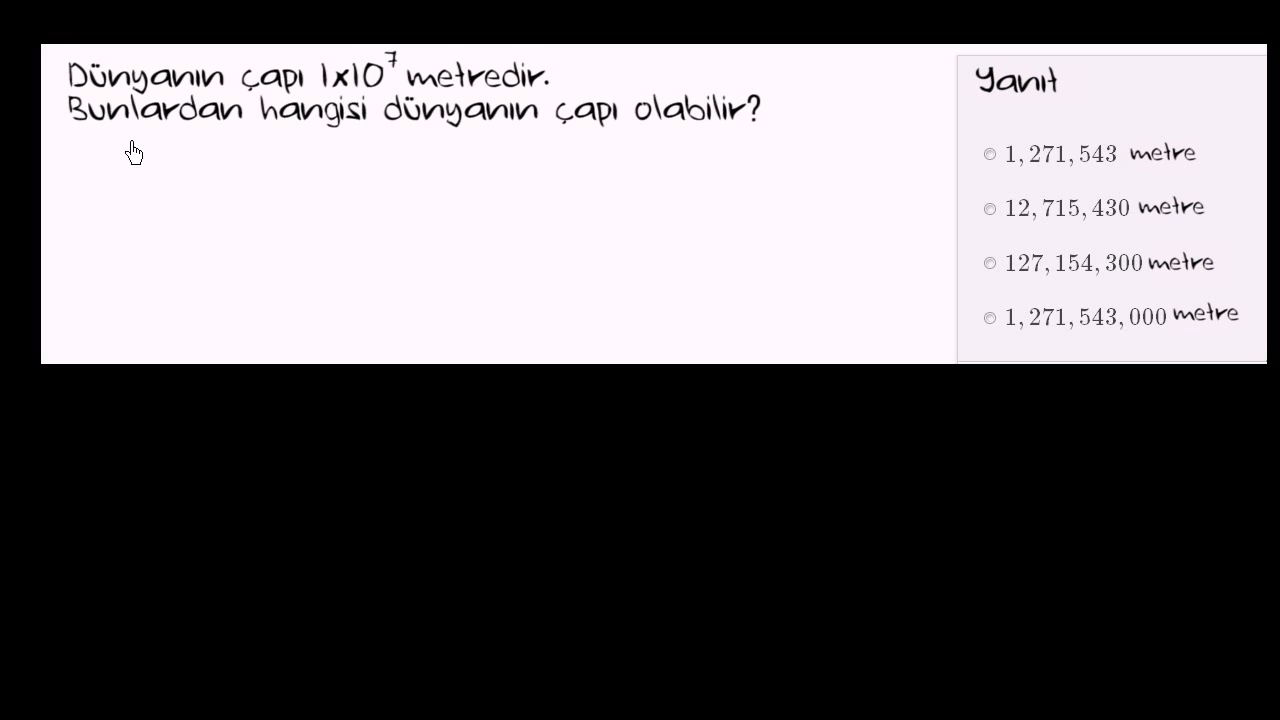 Dünyanın çapı 1x10⁷ metredir.
Bunlardan hangisi dünyanın çapı olabilir?
Yanıt
1, 271, 543 metre
12, 715, 430 metre
127, 154, 300 metre
1, 271, 543, 000 metre